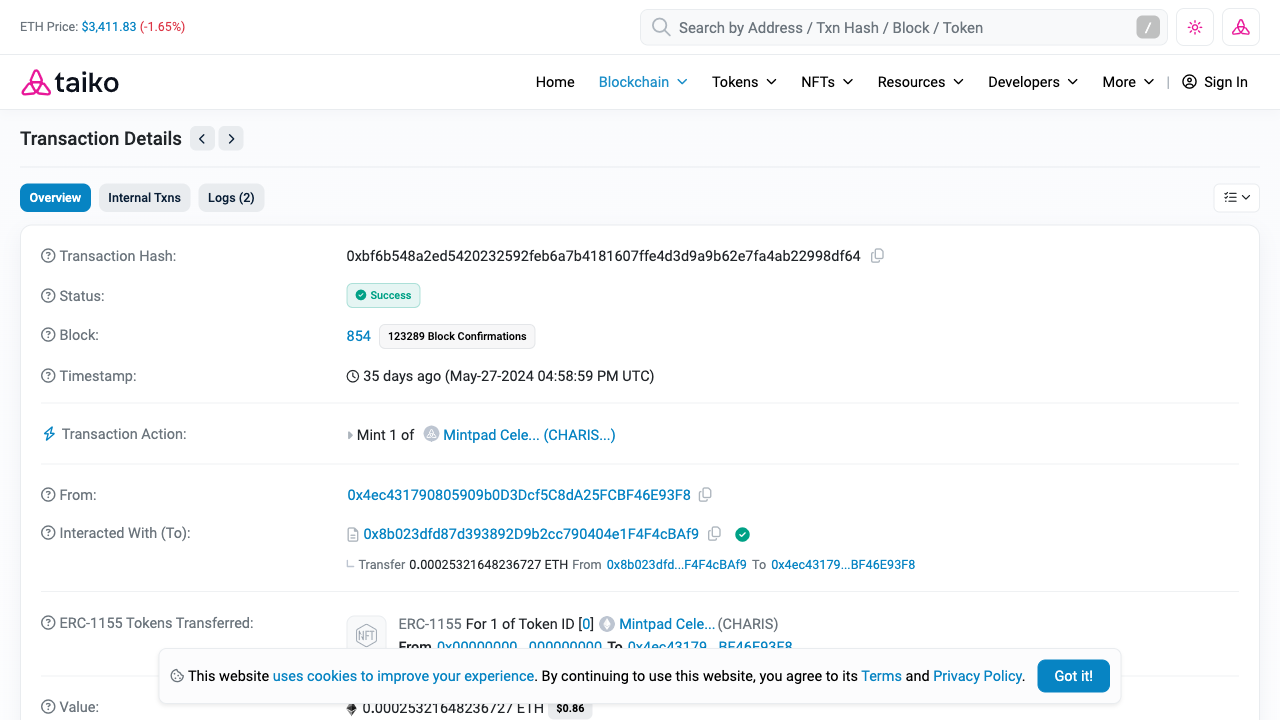 ETH Price: $3,411.83 (-1.65%)
Search by Address / Txn Hash / Block / Token
/
taiko
Home Blockchain Tokens NFTs Resources Developers More | Sign In
Transaction Details
Overview Internal Txns Logs (2)
Transaction Hash: 0xbf6b548a2ed5420232592feb6a7b4181607ffe4d3d9a9b62e7fa4ab22998df64
Status: Success
Block: 854 123289 Block Confirmations
Timestamp: 35 days ago (May-27-2024 04:58:59 PM UTC)
Transaction Action: Mint 1 of Mintpad Cele... (CHARIS...)
From: 0x4ec431790805909b0D3Dcf5C8dA25FCBF46E93F8
Interacted With (To): 0x8b023dfd87d393892D9b2cc790404e1F4F4cBAf9
Transfer 0.00025321648236727 ETH From 0x8b023dfd...F4F4cBAf9 To 0x4ec43179...BF46E93F8
ERC-1155 Tokens Transferred: ERC-1155 For 1 of Token ID [0] Mintpad Cele... (CHARIS)
NFT
From 0x00000000...000000000 To 0x4ec43179...BF46E93F8
This website uses cookies to improve your experience. By continuing to use this website, you agree to its Terms and Privacy Policy. Got it!
Value: 0.00025321648236727 ETH $0.86